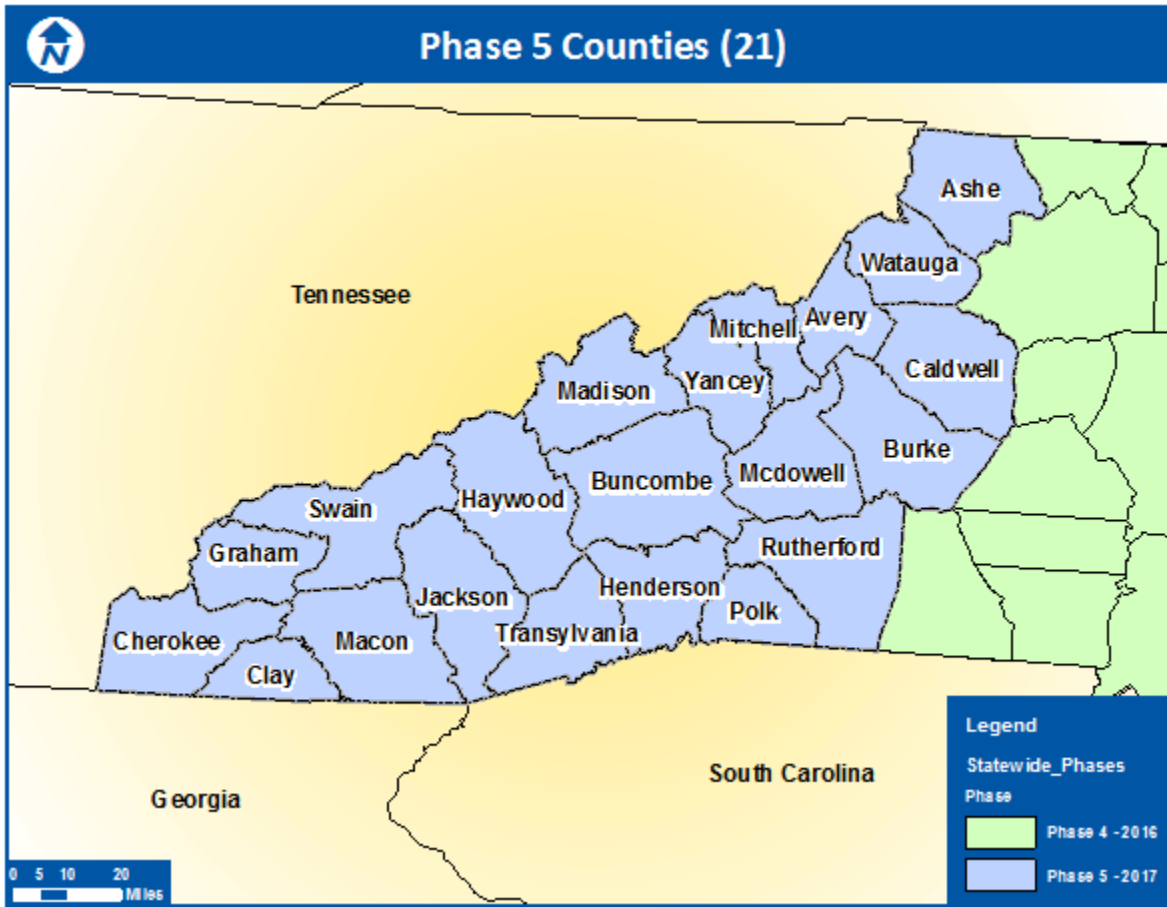 N
Phase 5 Counties (21)
Ashe
Watauga
Tennessee
Mitchell
Avery
Caldwell
Madison
Yancey
Burke
Buncombe
Mcdowell
Haywood
Swain
Graham
Rutherford
Henderson
Jackson
Polk
Transylvania
Cherokee
Macon
Clay
South Carolina
Georgia
Legend
Statewide_Phases
Phase
Phase 4 -2016
Phase 5 -2017
0 5 10 20
Miles